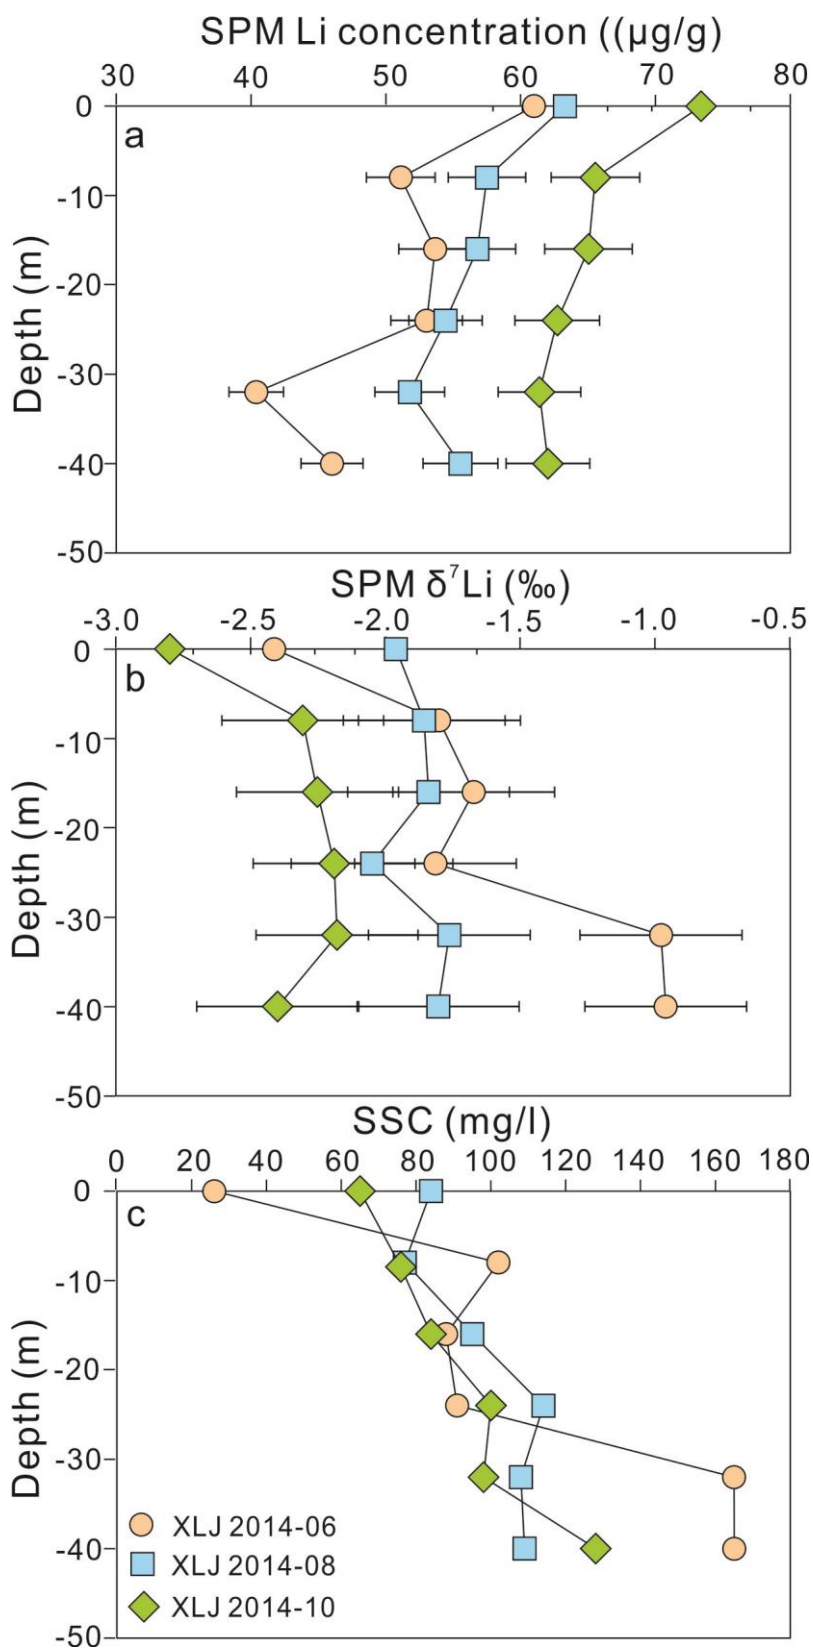 SPM Li concentration ((µg/g)
30 40 50 60 70 80
0
a
-10
-20
Depth (m)
-30
-40
-50
SPM δ⁷Li (‰)
-3.0 -2.5 -2.0 -1.5 -1.0 -0.5
0
b
-10
-20
Depth (m)
-30
-40
-50
SSC (mg/l)
0 20 40 60 80 100 120 140 160 180
0
c
-10
-20
Depth (m)
-30
-40
-50
XLJ 2014-06
XLJ 2014-08
XLJ 2014-10